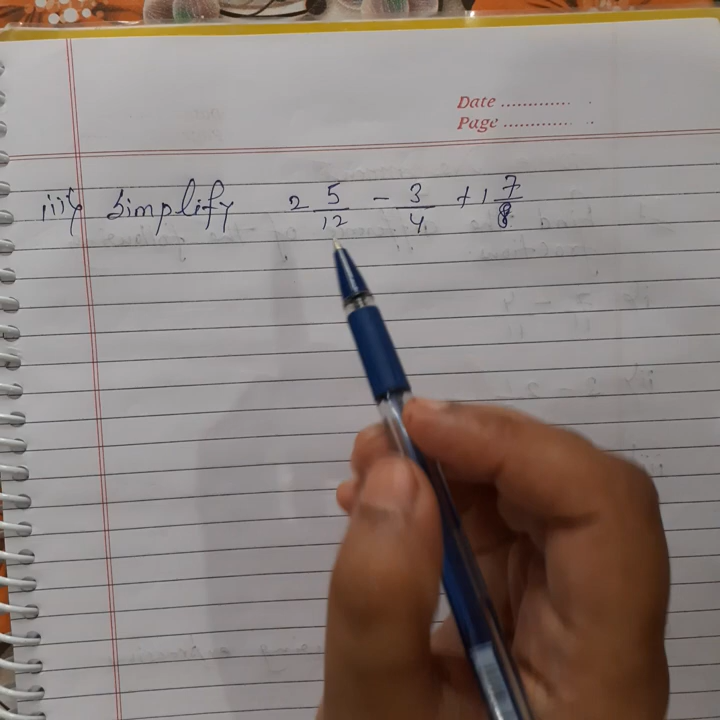 Date ..............
Page ..............
iii) Simplify 2 5/12 - 3/4 + 1 7/8